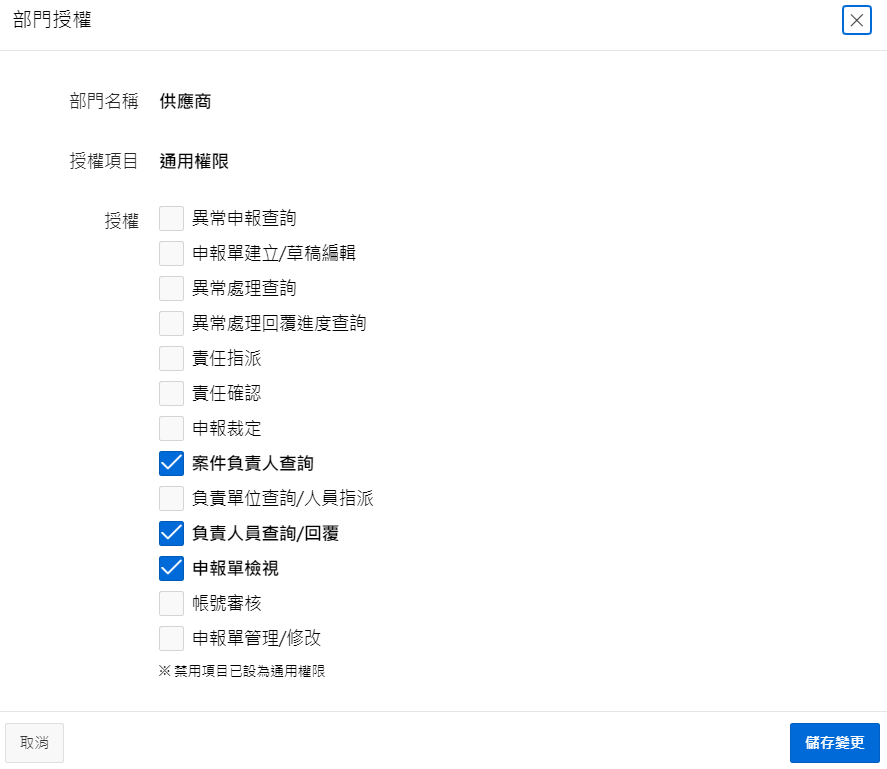 部門授權
部門名稱 供應商
授權項目 通用權限
授權
異常申報查詢
申報單建立/草稿編輯
異常處理查詢
異常處理回覆進度查詢
責任指派
責任確認
申報裁定
案件負責人查詢
負責單位查詢/人員指派
負責人員查詢/回覆
申報單檢視
帳號審核
申報單管理/修改
※ 禁用項目已設為通用權限
取消 儲存變更